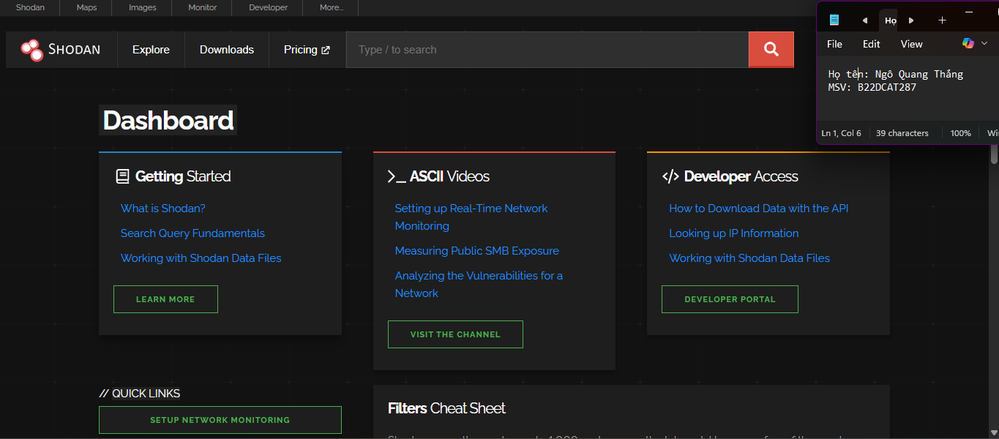 Shodan
Maps
Images
Monitor
Developer
More...
SHODAN
Explore
Downloads
Pricing
Type / to search
Họ
File
Edit
View
Họ tên: Ngô Quang Thắng
MSV: B22DCAT287
Ln 1, Col 6
39 characters
100%
Dashboard
Getting Started
What is Shodan?
Search Query Fundamentals
Working with Shodan Data Files
LEARN MORE
ASCII Videos
Setting up Real-Time Network
Monitoring
Measuring Public SMB Exposure
Analyzing the Vulnerabilities for a
Network
VISIT THE CHANNEL
Developer Access
How to Download Data with the API
Looking up IP Information
Working with Shodan Data Files
DEVELOPER PORTAL
// QUICK LINKS
SETUP NETWORK MONITORING
Filters Cheat Sheet